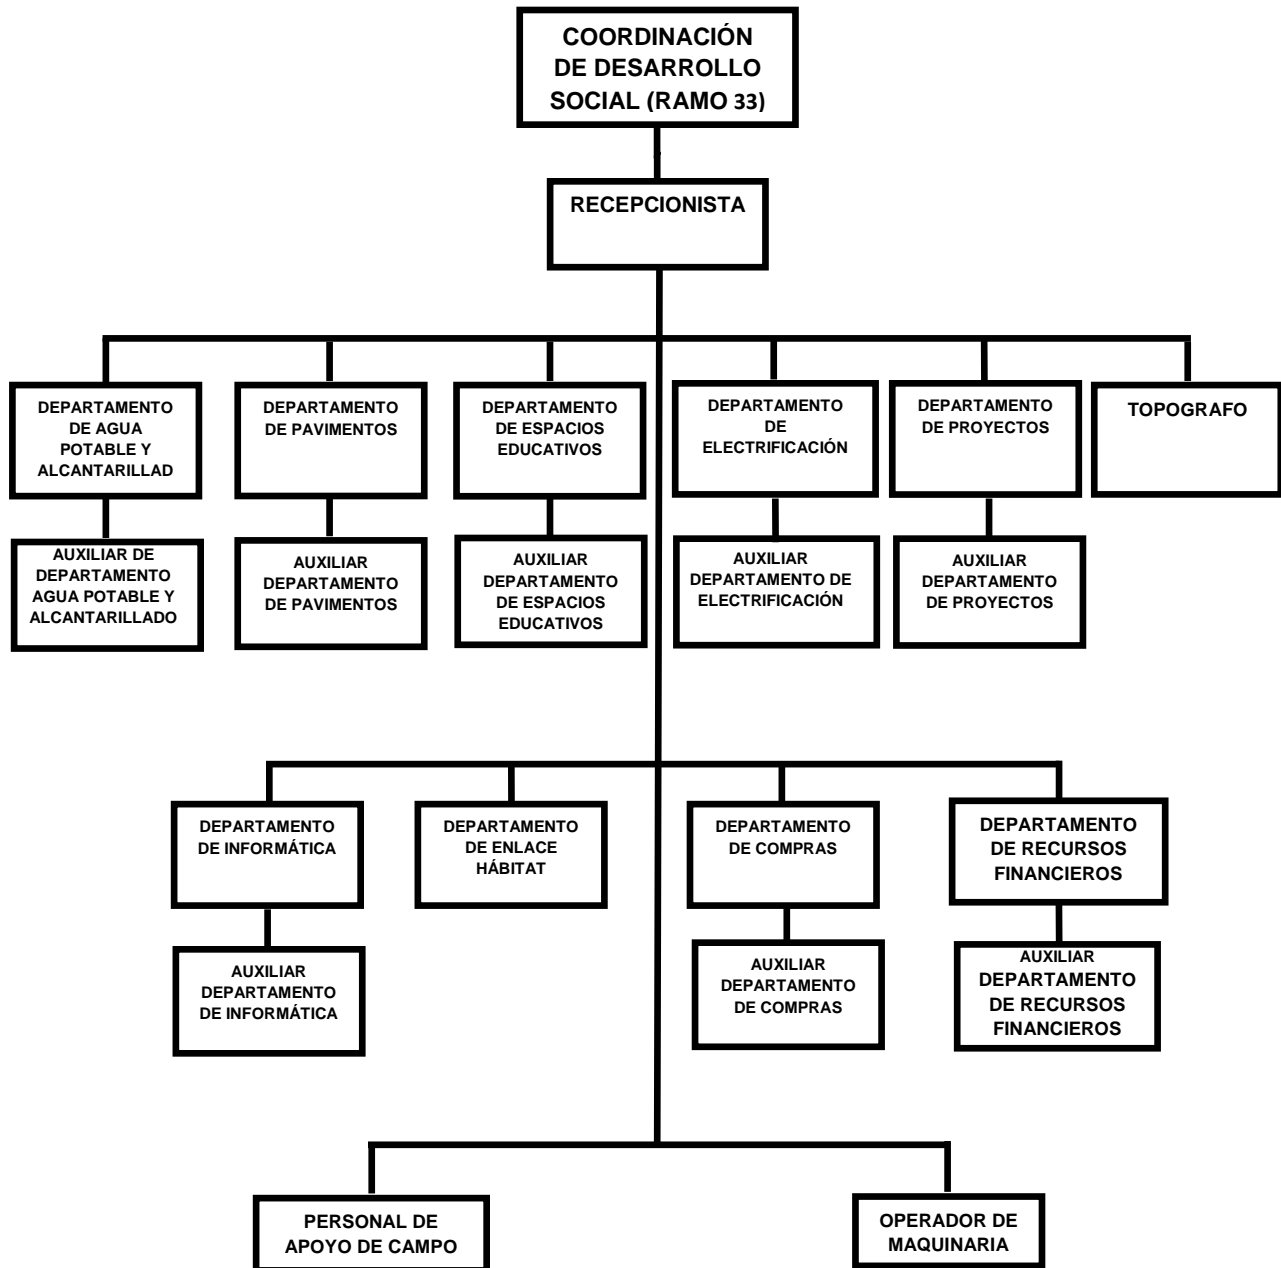 COORDINACIÓN
DE DESARROLLO
SOCIAL (RAMO 33)
RECEPCIONISTA
DEPARTAMENTO
DE AGUA
POTABLE Y
ALCANTARILLAD
DEPARTAMENTO
DE PAVIMENTOS
DEPARTAMENTO
DE ESPACIOS
EDUCATIVOS
DEPARTAMENTO
DE
ELECTRIFICACIÓN
DEPARTAMENTO
DE PROYECTOS
TOPOGRAFO
AUXILIAR DE
DEPARTAMENTO
AGUA POTABLE Y
ALCANTARILLADO
AUXILIAR
DEPARTAMENTO
DE PAVIMENTOS
AUXILIAR
DEPARTAMENTO
DE ESPACIOS
EDUCATIVOS
AUXILIAR
DEPARTAMENTO DE
ELECTRIFICACIÓN
AUXILIAR
DEPARTAMENTO
DE PROYECTOS
DEPARTAMENTO
DE INFORMÁTICA
DEPARTAMENTO
DE ENLACE
HÁBITAT
DEPARTAMENTO
DE COMPRAS
DEPARTAMENTO
DE RECURSOS
FINANCIEROS
AUXILIAR
DEPARTAMENTO
DE INFORMÁTICA
AUXILIAR
DEPARTAMENTO
DE COMPRAS
AUXILIAR
DEPARTAMENTO
DE RECURSOS
FINANCIEROS
PERSONAL DE
APOYO DE CAMPO
OPERADOR DE
MAQUINARIA